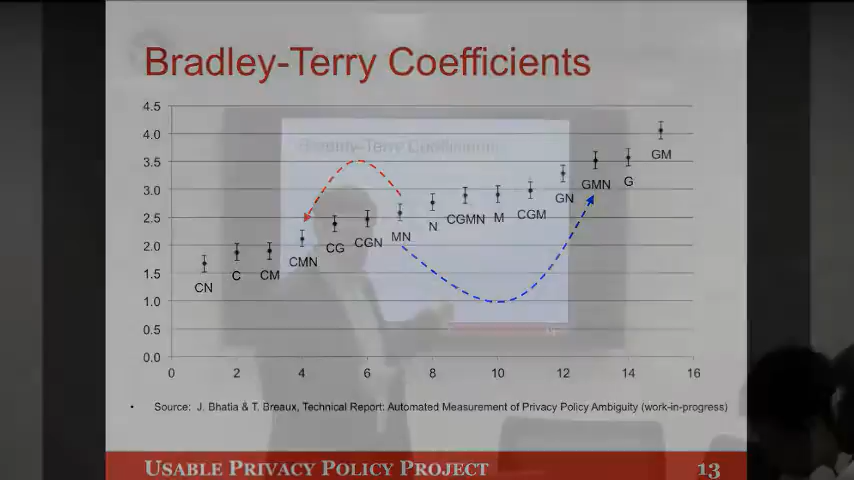 Bradley-Terry Coefficients
4.5
4.0
3.5
3.0
2.5
2.0
1.5
1.0
0.5
0.0
GM
GMN G
GN
CGMN M CGM
N
MN
CG CGN
CMN
C CM
CN
0 2 4 6 8 10 12 14 16
• Source: J. Bhatia & T. Breaux, Technical Report: Automated Measurement of Privacy Policy Ambiguity (work-in-progress)
USABLE PRIVACY POLICY PROJECT 13